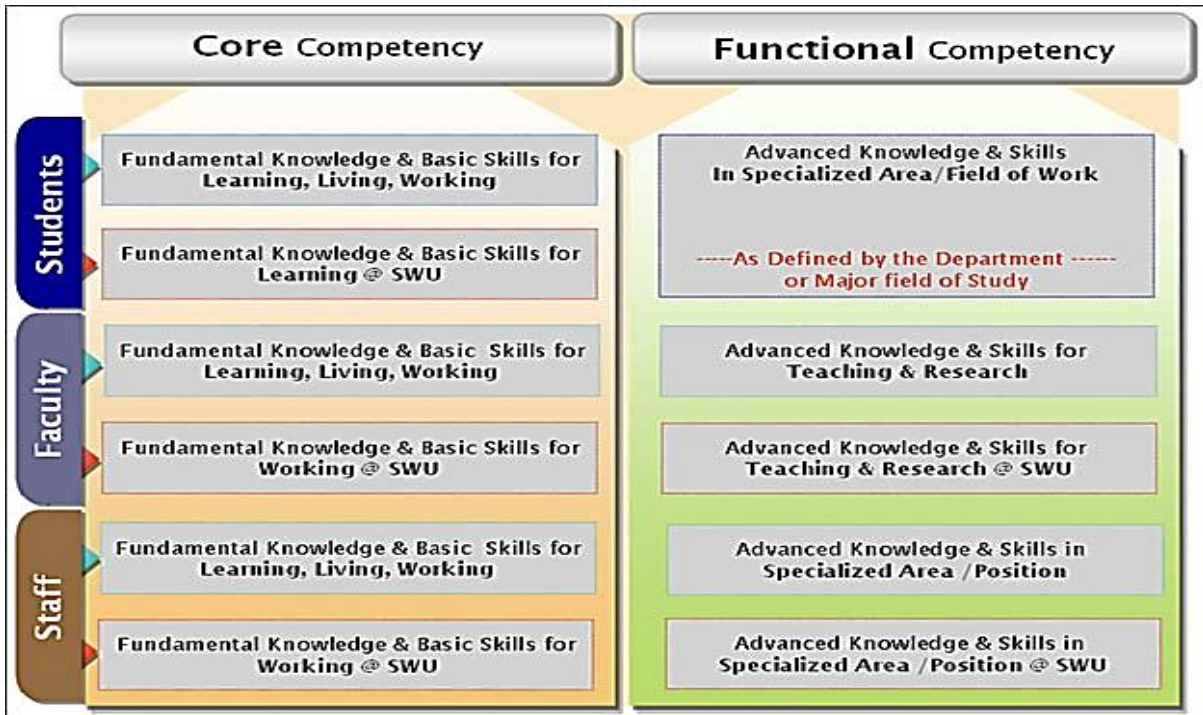 Core Competency
Functional Competency
Students
Fundamental Knowledge & Basic Skills for
Learning, Living, Working
Fundamental Knowledge & Basic Skills for
Learning @ SWU
Advanced Knowledge & Skills
In Specialized Area/Field of Work
-----As Defined by the Department ------
or Major field of Study
Faculty
Fundamental Knowledge & Basic Skills for
Learning, Living, Working
Advanced Knowledge & Skills for
Teaching & Research
Fundamental Knowledge & Basic Skills for
Working @ SWU
Advanced Knowledge & Skills for
Teaching & Research @ SWU
Staff
Fundamental Knowledge & Basic Skills for
Learning, Living, Working
Advanced Knowledge & Skills in
Specialized Area /Position
Fundamental Knowledge & Basic Skills for
Working @ SWU
Advanced Knowledge & Skills in
Specialized Area /Position @ SWU